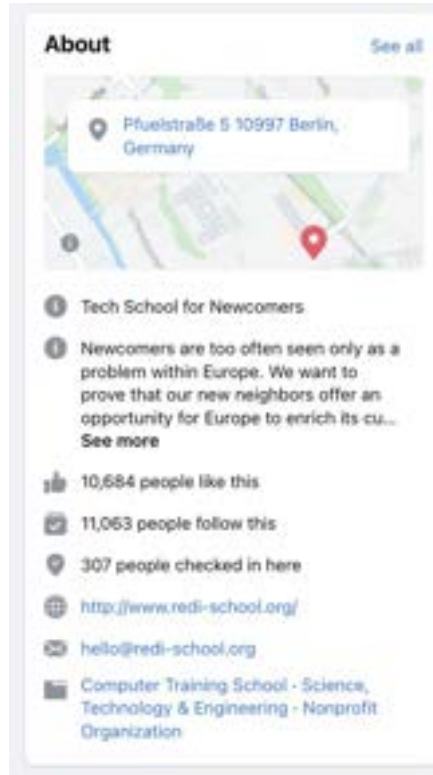 About
See all
Pfuelstraße 5 10997 Berlin,
Germany
Tech School for Newcomers
Newcomers are too often seen only as a
problem within Europe. We want to
prove that our new neighbors offer an
opportunity for Europe to enrich its cu...
See more
10,684 people like this
11,063 people follow this
307 people checked in here
http://www.redi-school.org/
hello@redi-school.org
Computer Training School · Science,
Technology & Engineering · Nonprofit
Organization